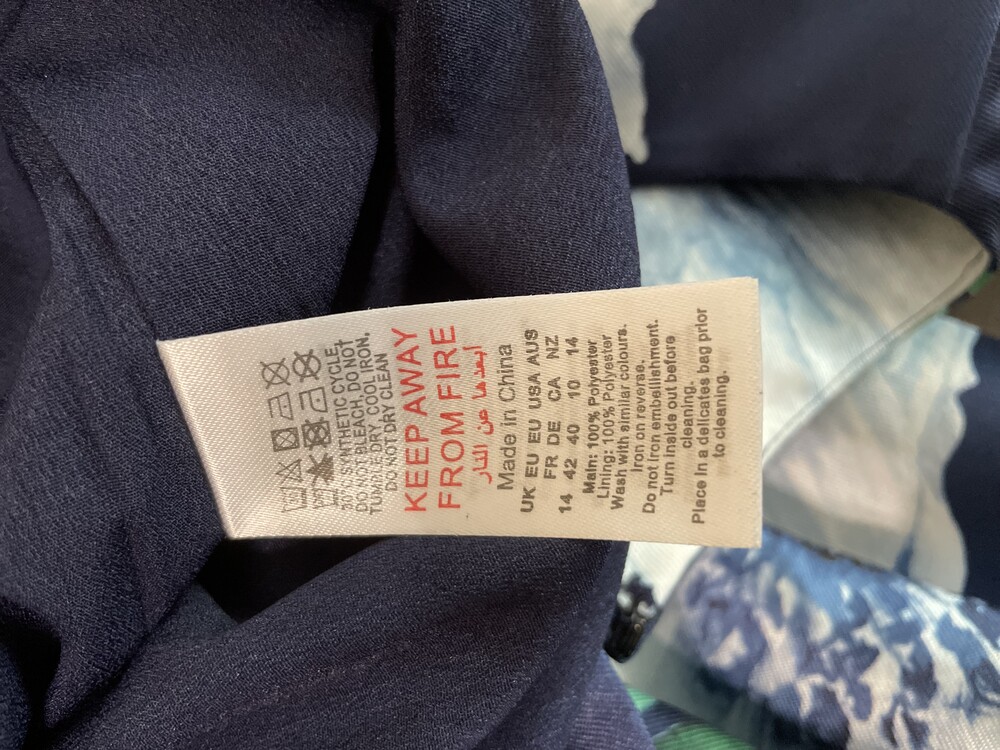 30° SYNTHETIC CYCLE,
DO NOT BLEACH, DO NOT
TUMBLE DRY, COOL IRON,
DO NOT DRY CLEAN
KEEP AWAY
FROM FIRE
أبعدها عن النار
Made in China
UK EU EU USA AUS
FR DE CA NZ
14 42 40 10 14
Main: 100% Polyester
Lining: 100% Polyester
Wash with similar colours.
Iron on reverse.
Do not iron embellishment.
Turn inside out before
cleaning.
Place in a delicates bag prior
to cleaning.